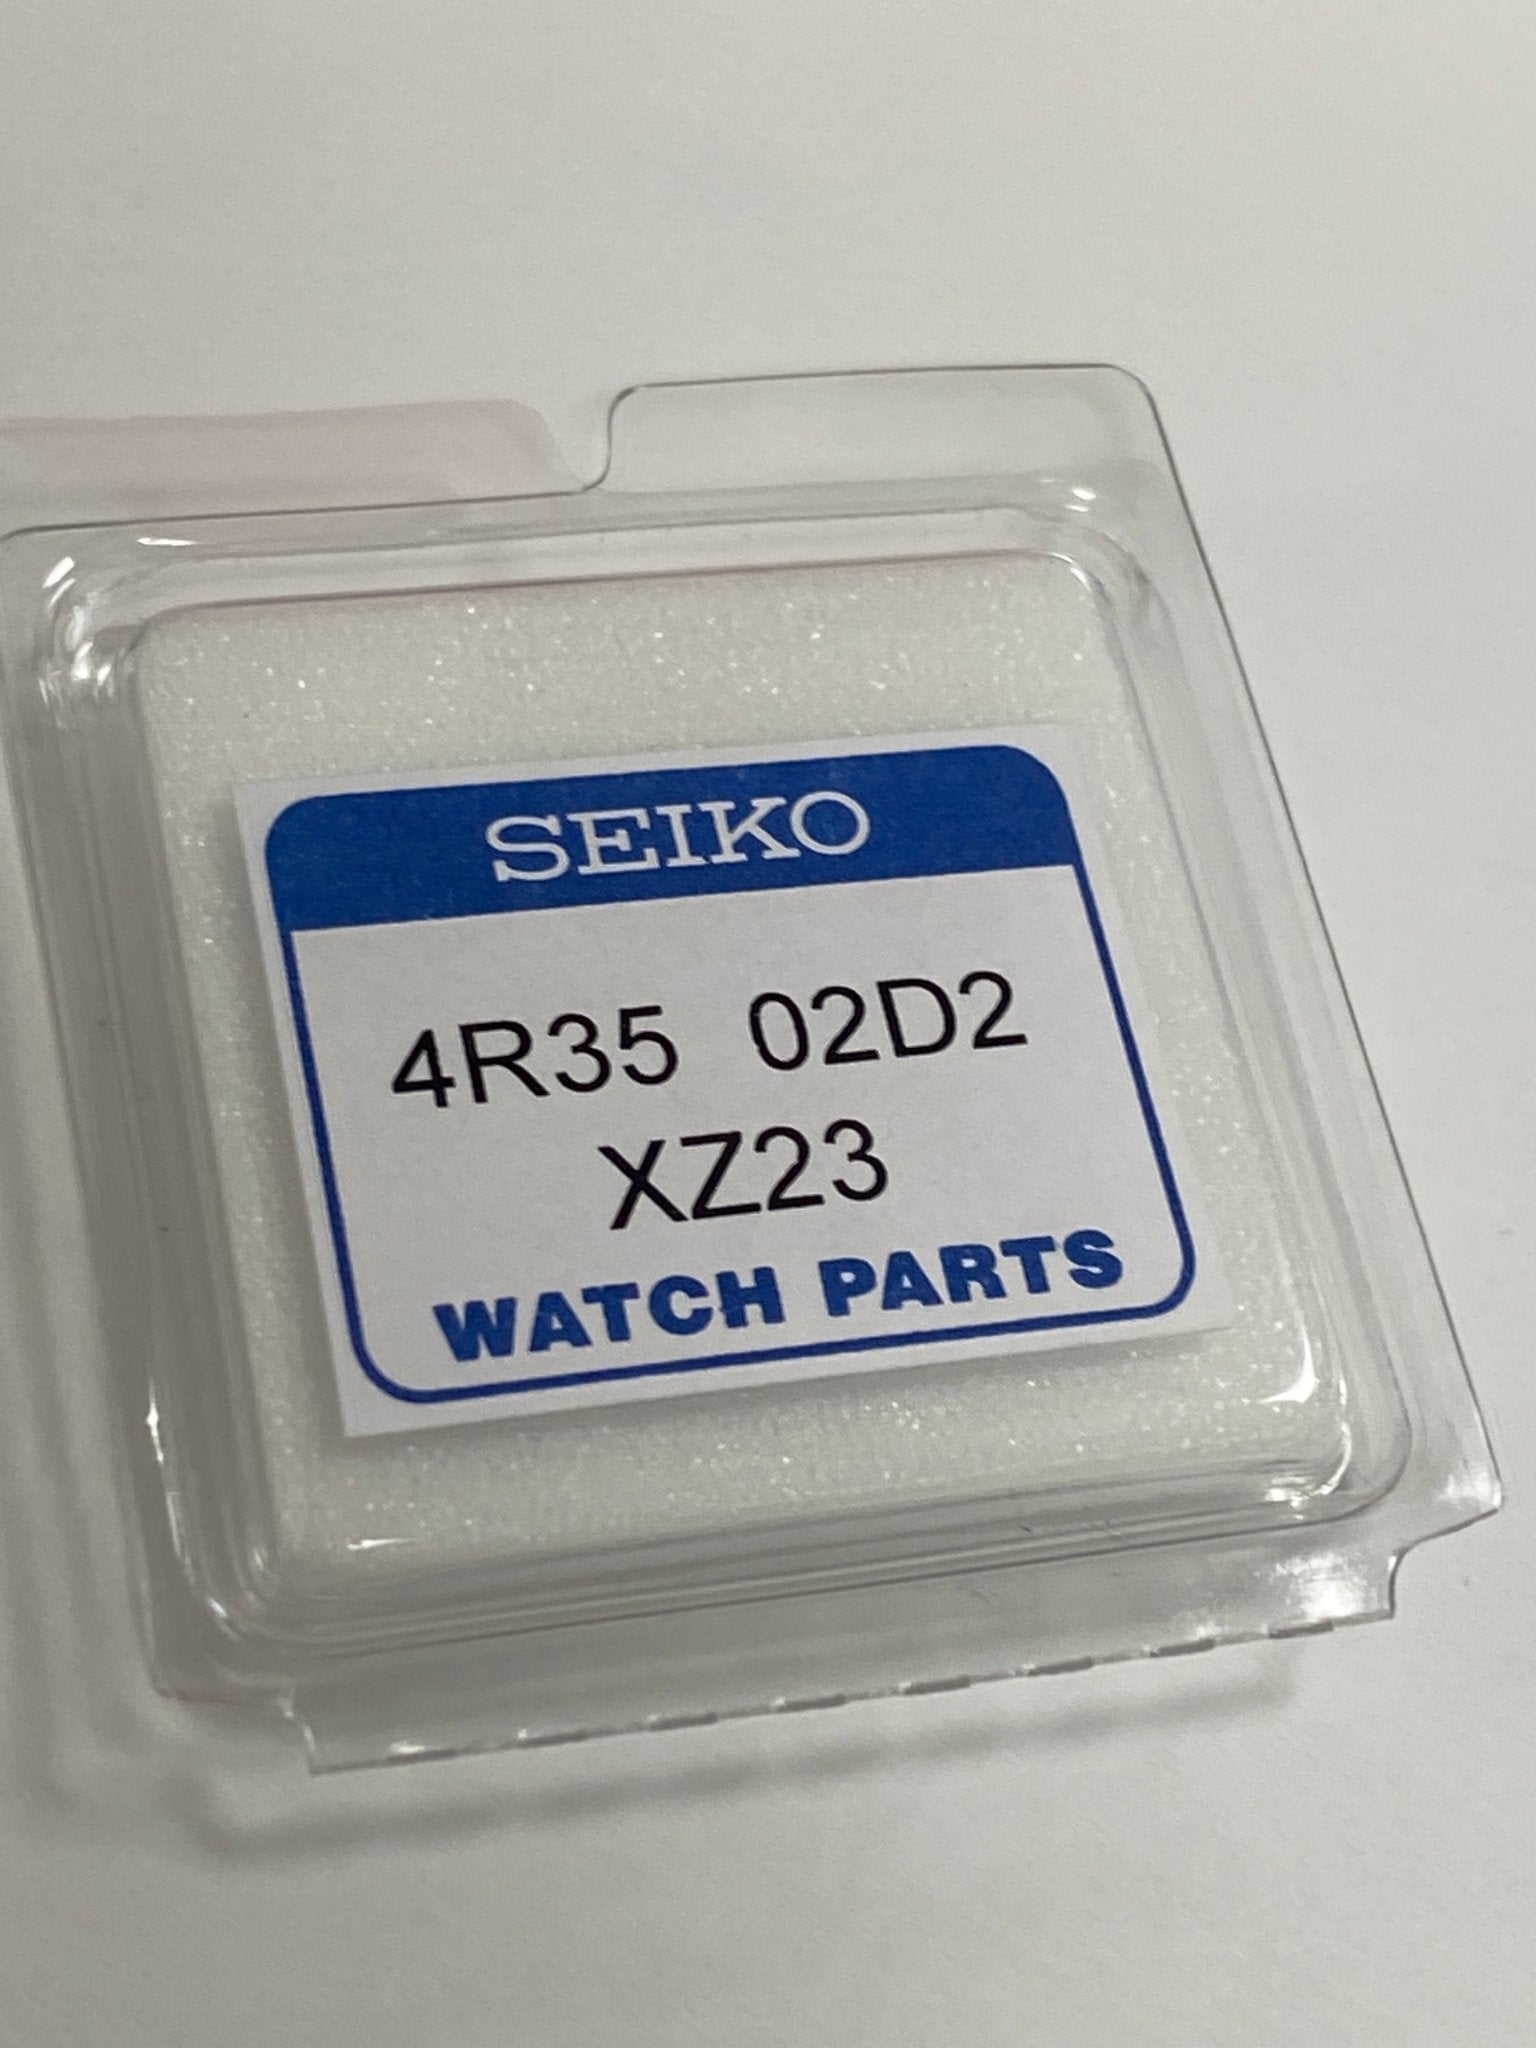 SEIKO
4R35 02D2
XZ23
WATCH PARTS